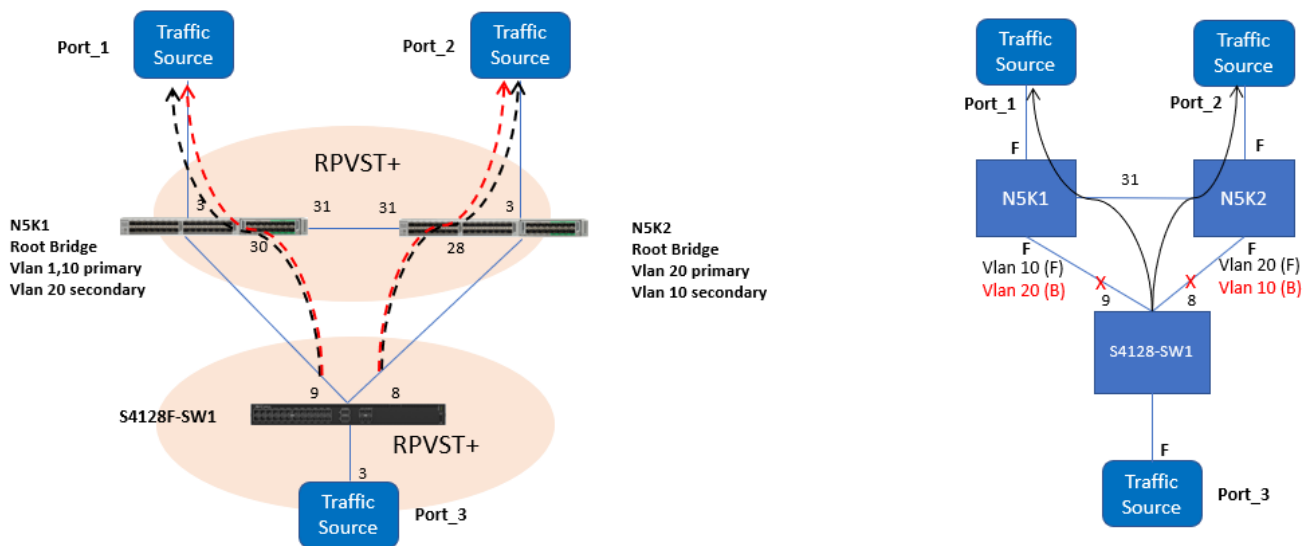 Port_1
Traffic
Source
Port_2
Traffic
Source
RPVST+
3
31
31
3
30
28
N5K1
Root Bridge
Vlan 1,10 primary
Vlan 20 secondary
N5K2
Root Bridge
Vlan 20 primary
Vlan 10 secondary
9
8
S4128F-SW1
RPVST+
3
Traffic
Source
Port_3
Traffic
Source
Traffic
Source
Port_1
Port_2
F
F
31
N5K1
N5K2
F
F
Vlan 10 (F)
Vlan 20 (B)
Vlan 20 (F)
Vlan 10 (B)
X
X
9
8
S4128-SW1
F
Traffic
Source
Port_3